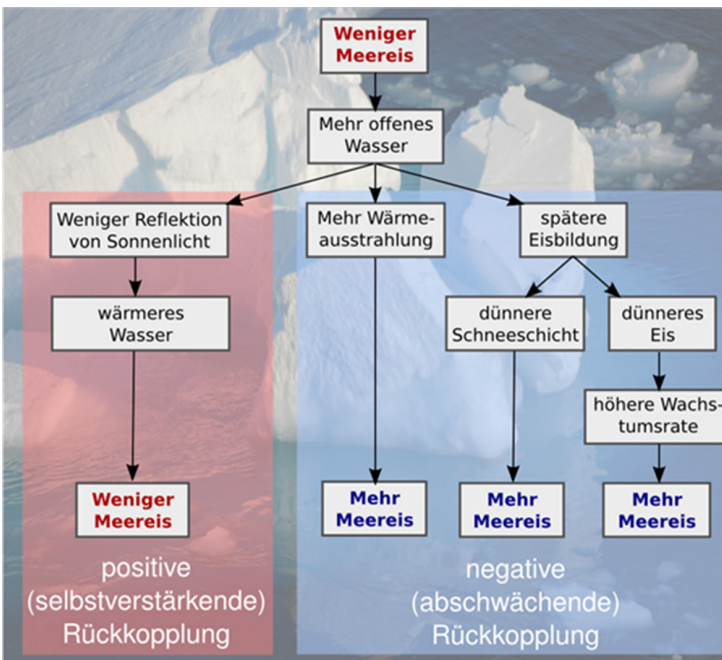 Weniger
Meereis
Mehr offenes
Wasser
Weniger Reflektion
von Sonnenlicht
Mehr Wärme-
ausstrahlung
spätere
Eisbildung
wärmeres
Wasser
dünnere
Schneeschicht
dünneres
Eis
höhere Wachs-
tumsrate
Weniger
Meereis
Mehr
Meereis
Mehr
Meereis
Mehr
Meereis
positive
(selbstverstärkende)
Rückkopplung
negative
(abschwächende)
Rückkopplung